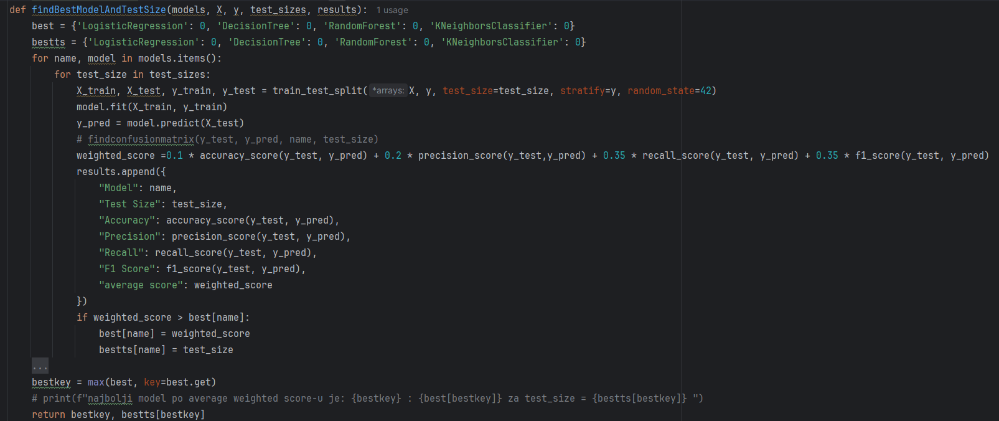 def findBestModelAndTestSize(models, X, y, test_sizes, results): 1 usage
    best = {'LogisticRegression': 0, 'DecisionTree': 0, 'RandomForest': 0, 'KNeighborsClassifier': 0}
    bestts = {'LogisticRegression': 0, 'DecisionTree': 0, 'RandomForest': 0, 'KNeighborsClassifier': 0}
    for name, model in models.items():
        for test_size in test_sizes:
            X_train, X_test, y_train, y_test = train_test_split( *arrays: X, y, test_size=test_size, stratify=y, random_state=42)
            model.fit(X_train, y_train)
            y_pred = model.predict(X_test)
            # findconfusionmatrix(y_test, y_pred, name, test_size)
            weighted_score =0.1 * accuracy_score(y_test, y_pred) + 0.2 * precision_score(y_test,y_pred) + 0.35 * recall_score(y_test, y_pred) + 0.35 * f1_score(y_test, y_pred)
            results.append({
                "Model": name,
                "Test Size": test_size,
                "Accuracy": accuracy_score(y_test, y_pred),
                "Precision": precision_score(y_test, y_pred),
                "Recall": recall_score(y_test, y_pred),
                "F1 Score": f1_score(y_test, y_pred),
                "average score": weighted_score
            })
            if weighted_score > best[name]:
                best[name] = weighted_score
                bestts[name] = test_size
    ...
    bestkey = max(best, key=best.get)
    # print(f"najbolji model po average weighted score-u je: {bestkey} : {best[bestkey]} za test_size = {bestts[bestkey]} ")
    return bestkey, bestts[bestkey]